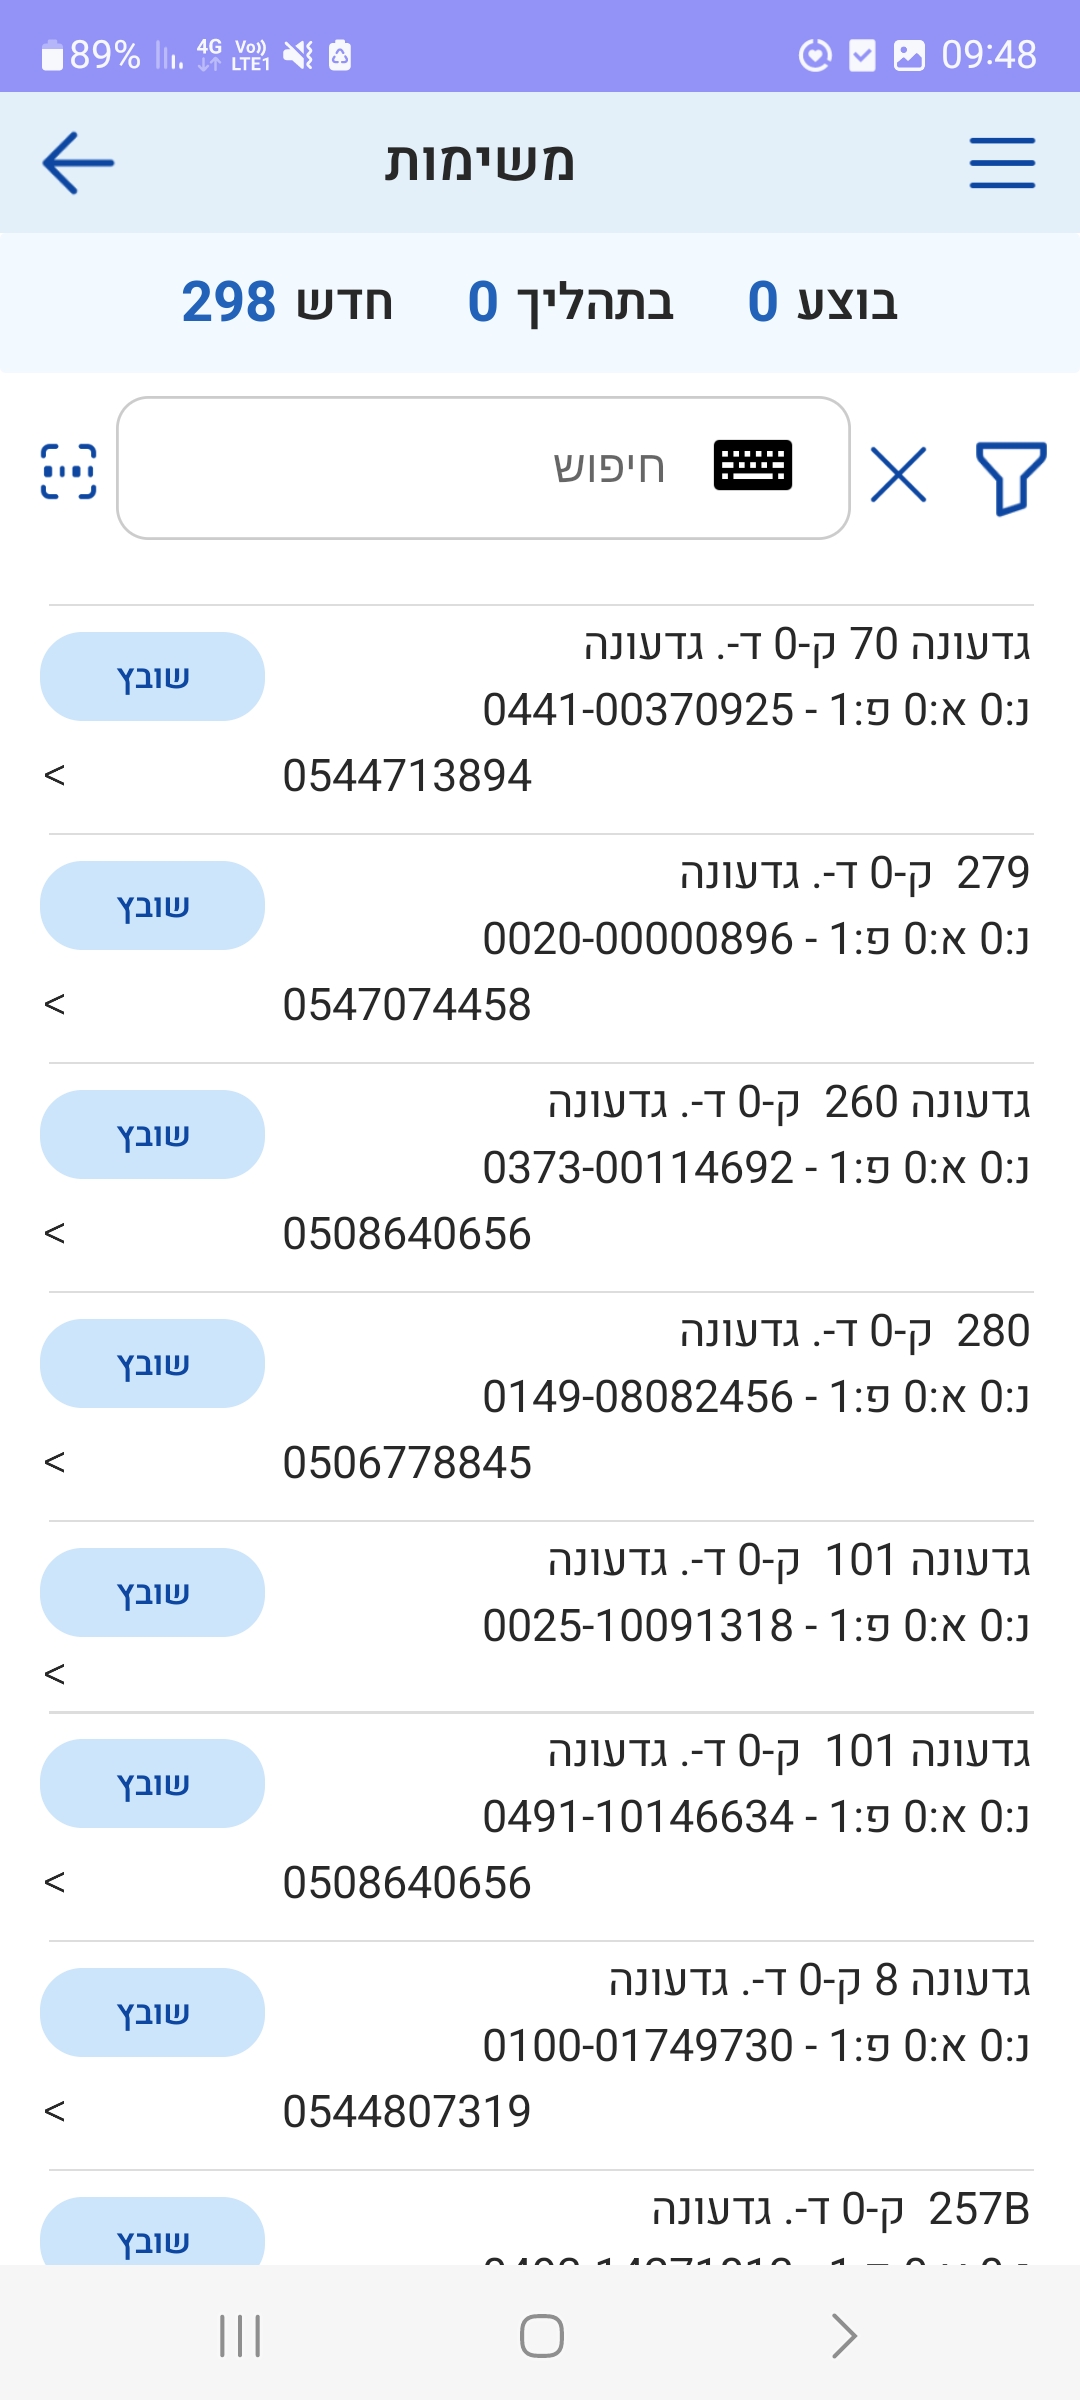 89% 4G Vo)) LTE1 09:48
משימות
בוצע 0 בתהליך 0 חדש 298
חיפוש
גדעונה 70 ק-0 ד-. גדעונה
שובץ
נ:0 א:0 פ:1 - 0441-00370925
0544713894
<
279 ק-0 ד-. גדעונה
שובץ
נ:0 א:0 פ:1 - 0020-00000896
0547074458
<
גדעונה 260 ק-0 ד-. גדעונה
שובץ
נ:0 א:0 פ:1 - 0373-00114692
0508640656
<
280 ק-0 ד-. גדעונה
שובץ
נ:0 א:0 פ:1 - 0149-08082456
0506778845
<
גדעונה 101 ק-0 ד-. גדעונה
שובץ
נ:0 א:0 פ:1 - 0025-10091318
<
גדעונה 101 ק-0 ד-. גדעונה
שובץ
נ:0 א:0 פ:1 - 0491-10146634
0508640656
<
גדעונה 8 ק-0 ד-. גדעונה
שובץ
נ:0 א:0 פ:1 - 0100-01749730
0544807319
<
257B ק-0 ד-. גדעונה
שובץ